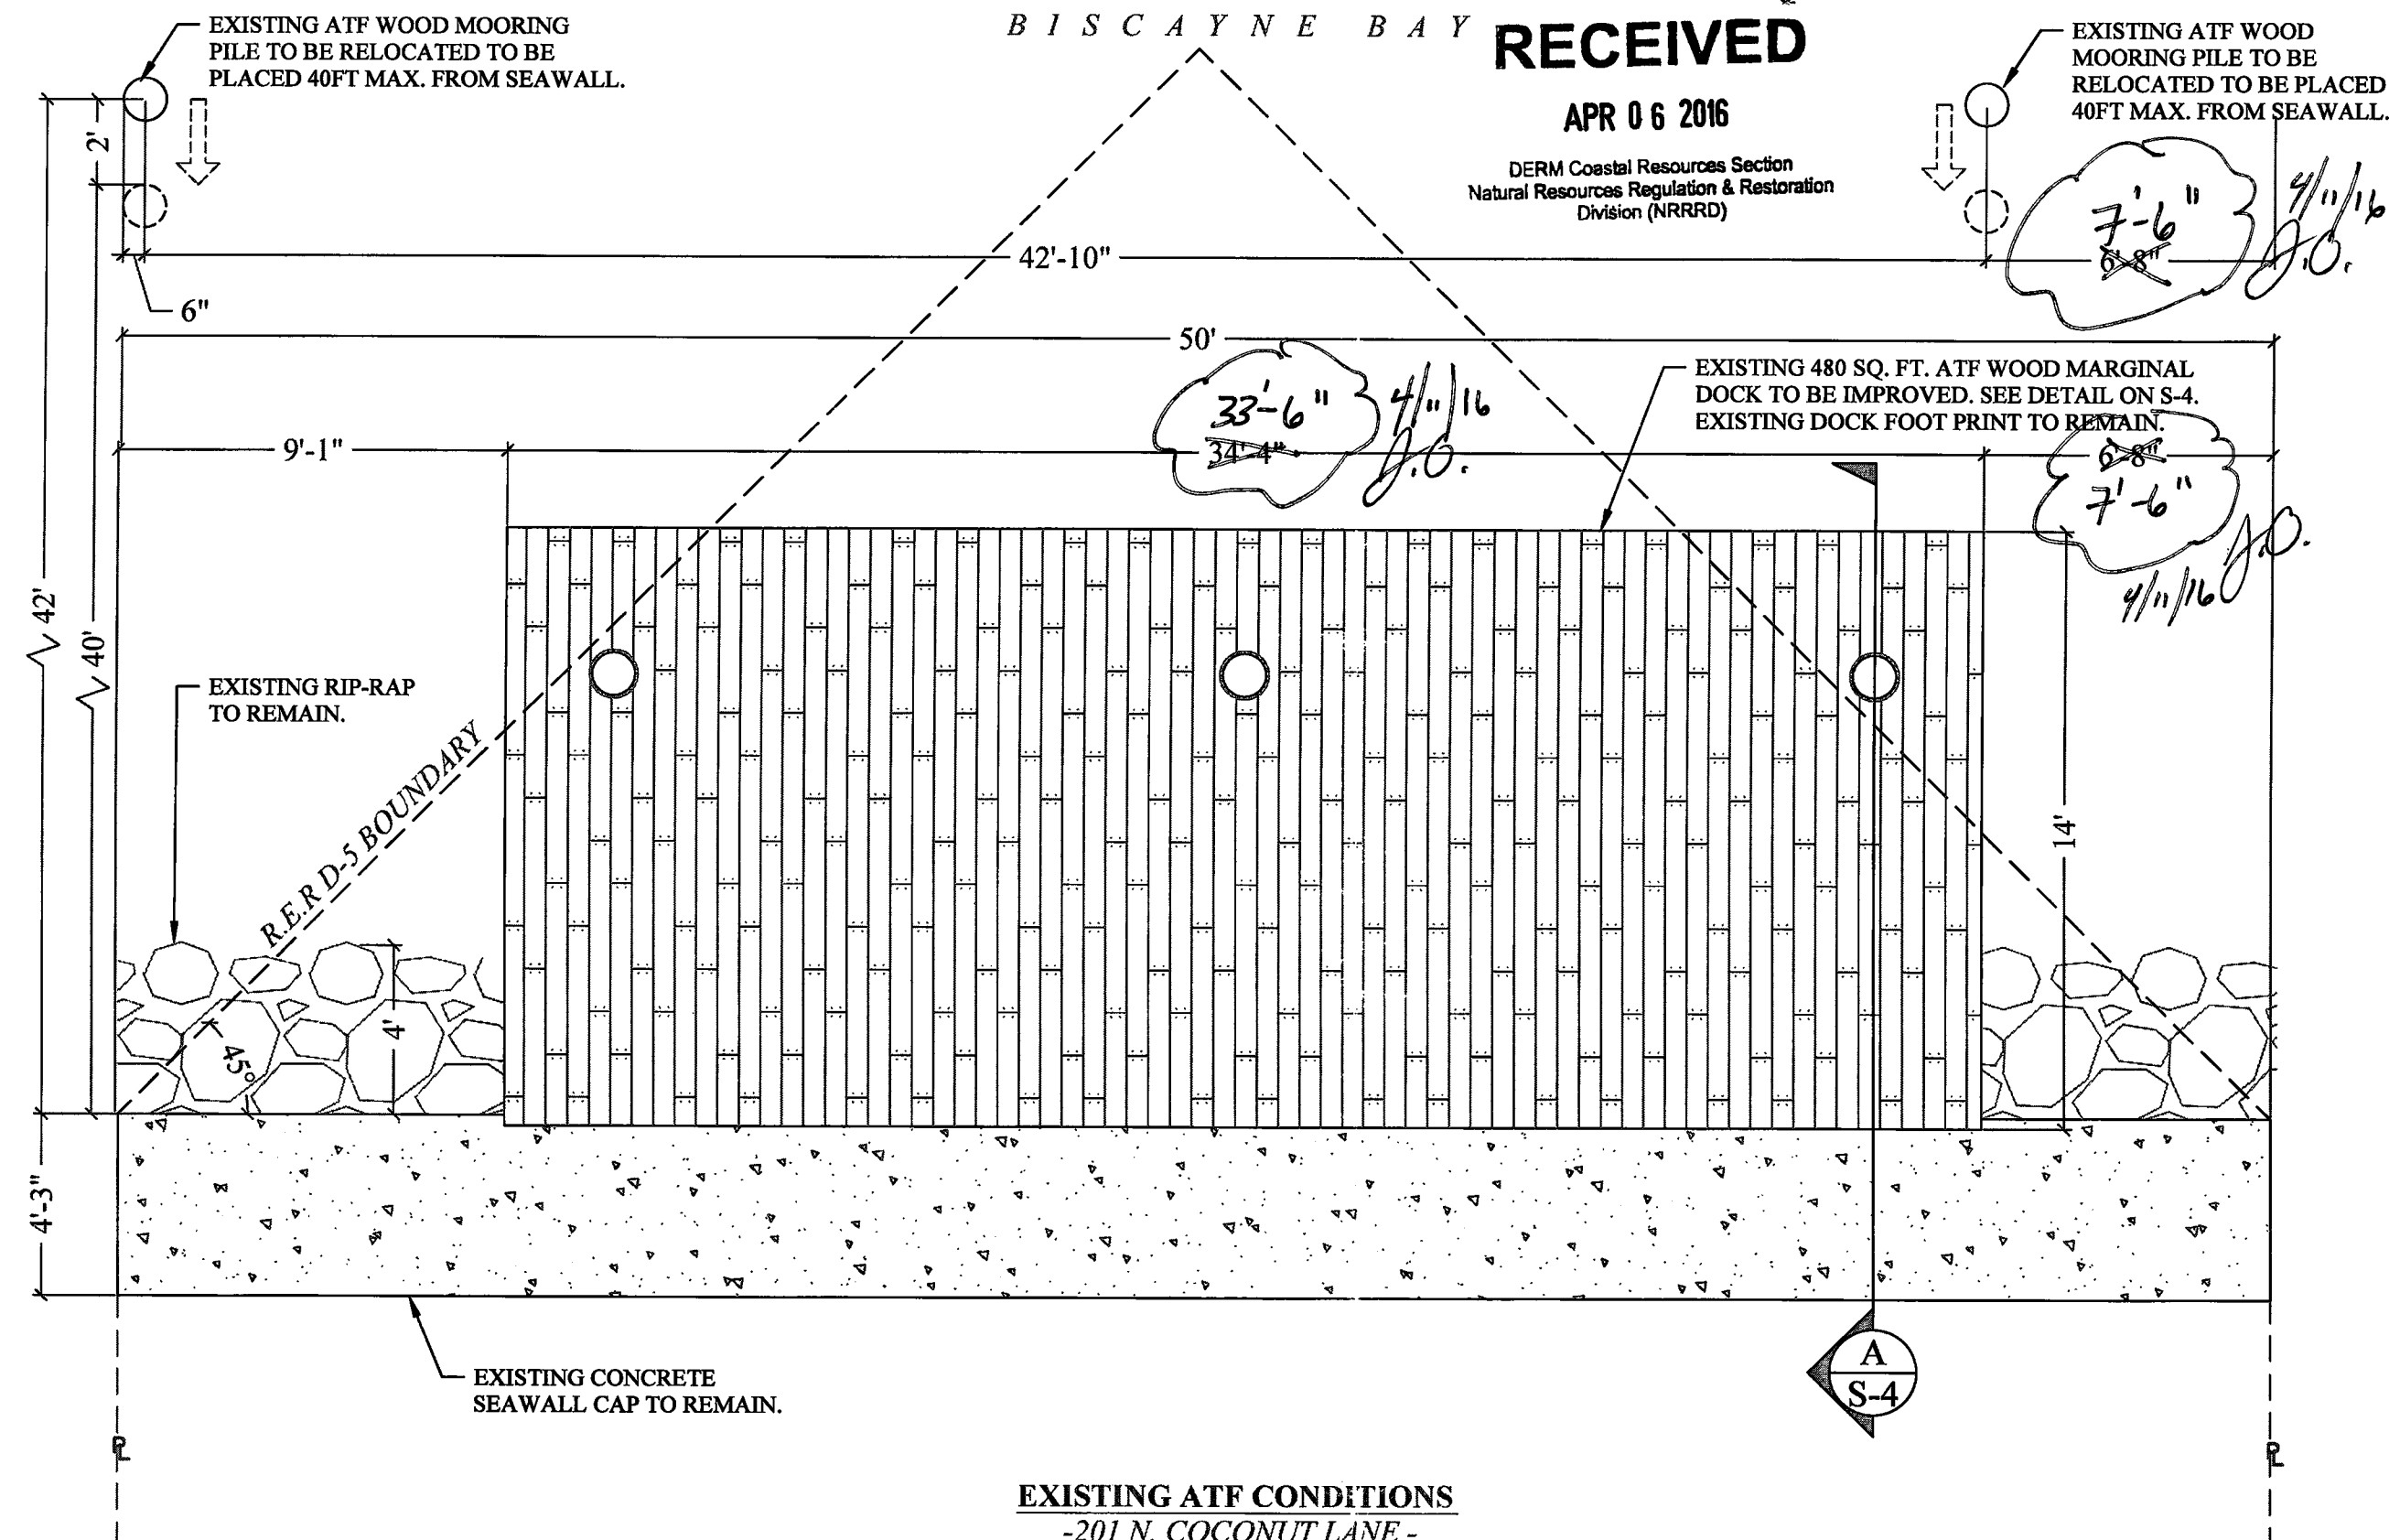 EXISTING ATF WOOD MOORING
PILE TO BE RELOCATED TO BE
PLACED 40FT MAX. FROM SEAWALL.
BISCAYNE BAY
RECEIVED
APR 06 2016
DERM Coastal Resources Section
Natural Resources Regulation & Restoration
Division (NRRRD)
EXISTING ATF WOOD
MOORING PILE TO BE
RELOCATED TO BE PLACED
40FT MAX. FROM SEAWALL.
2'
7'-6"
6'-8"
4/11/16
J.O.
42'-10"
6"
50'
EXISTING 480 SQ. FT. ATF WOOD MARGINAL
DOCK TO BE IMPROVED. SEE DETAIL ON S-4.
EXISTING DOCK FOOT PRINT TO REMAIN.
33'-6"
34'-4"
4/11/16
J.O.
9'-1"
6'-8"
7'-6"
J.O.
4/11/16
42'
40'
EXISTING RIP-RAP
TO REMAIN.
R.E.R D-5 BOUNDARY
14'
4'
45°
4'-3"
EXISTING CONCRETE
SEAWALL CAP TO REMAIN.
A
S-4
PL
PL
EXISTING ATF CONDITIONS
-201 N. COCONUT LANE -